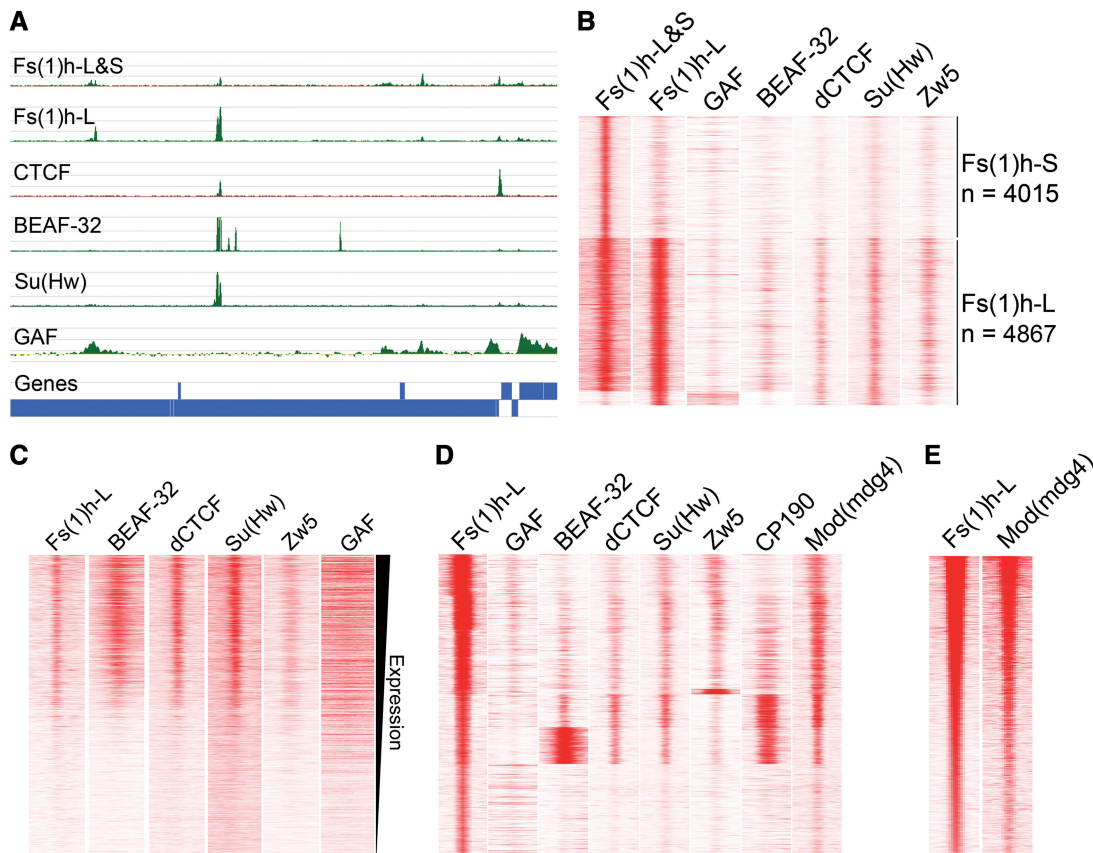 A
Fs(1)h-L&S
Fs(1)h-L
CTCF
BEAF-32
Su(Hw)
GAF
Genes
B
Fs(1)h-L&S
Fs(1)h-L
GAF
BEAF-32
dCTCF
Su(Hw)
Zw5
Fs(1)h-S
n = 4015
Fs(1)h-L
n = 4867
C
Fs(1)h-L
BEAF-32
dCTCF
Su(Hw)
Zw5
GAF
Expression
D
Fs(1)h-L
GAF
BEAF-32
dCTCF
Su(Hw)
Zw5
CP190
Mod(mdg4)
E
Fs(1)h-L
Mod(mdg4)